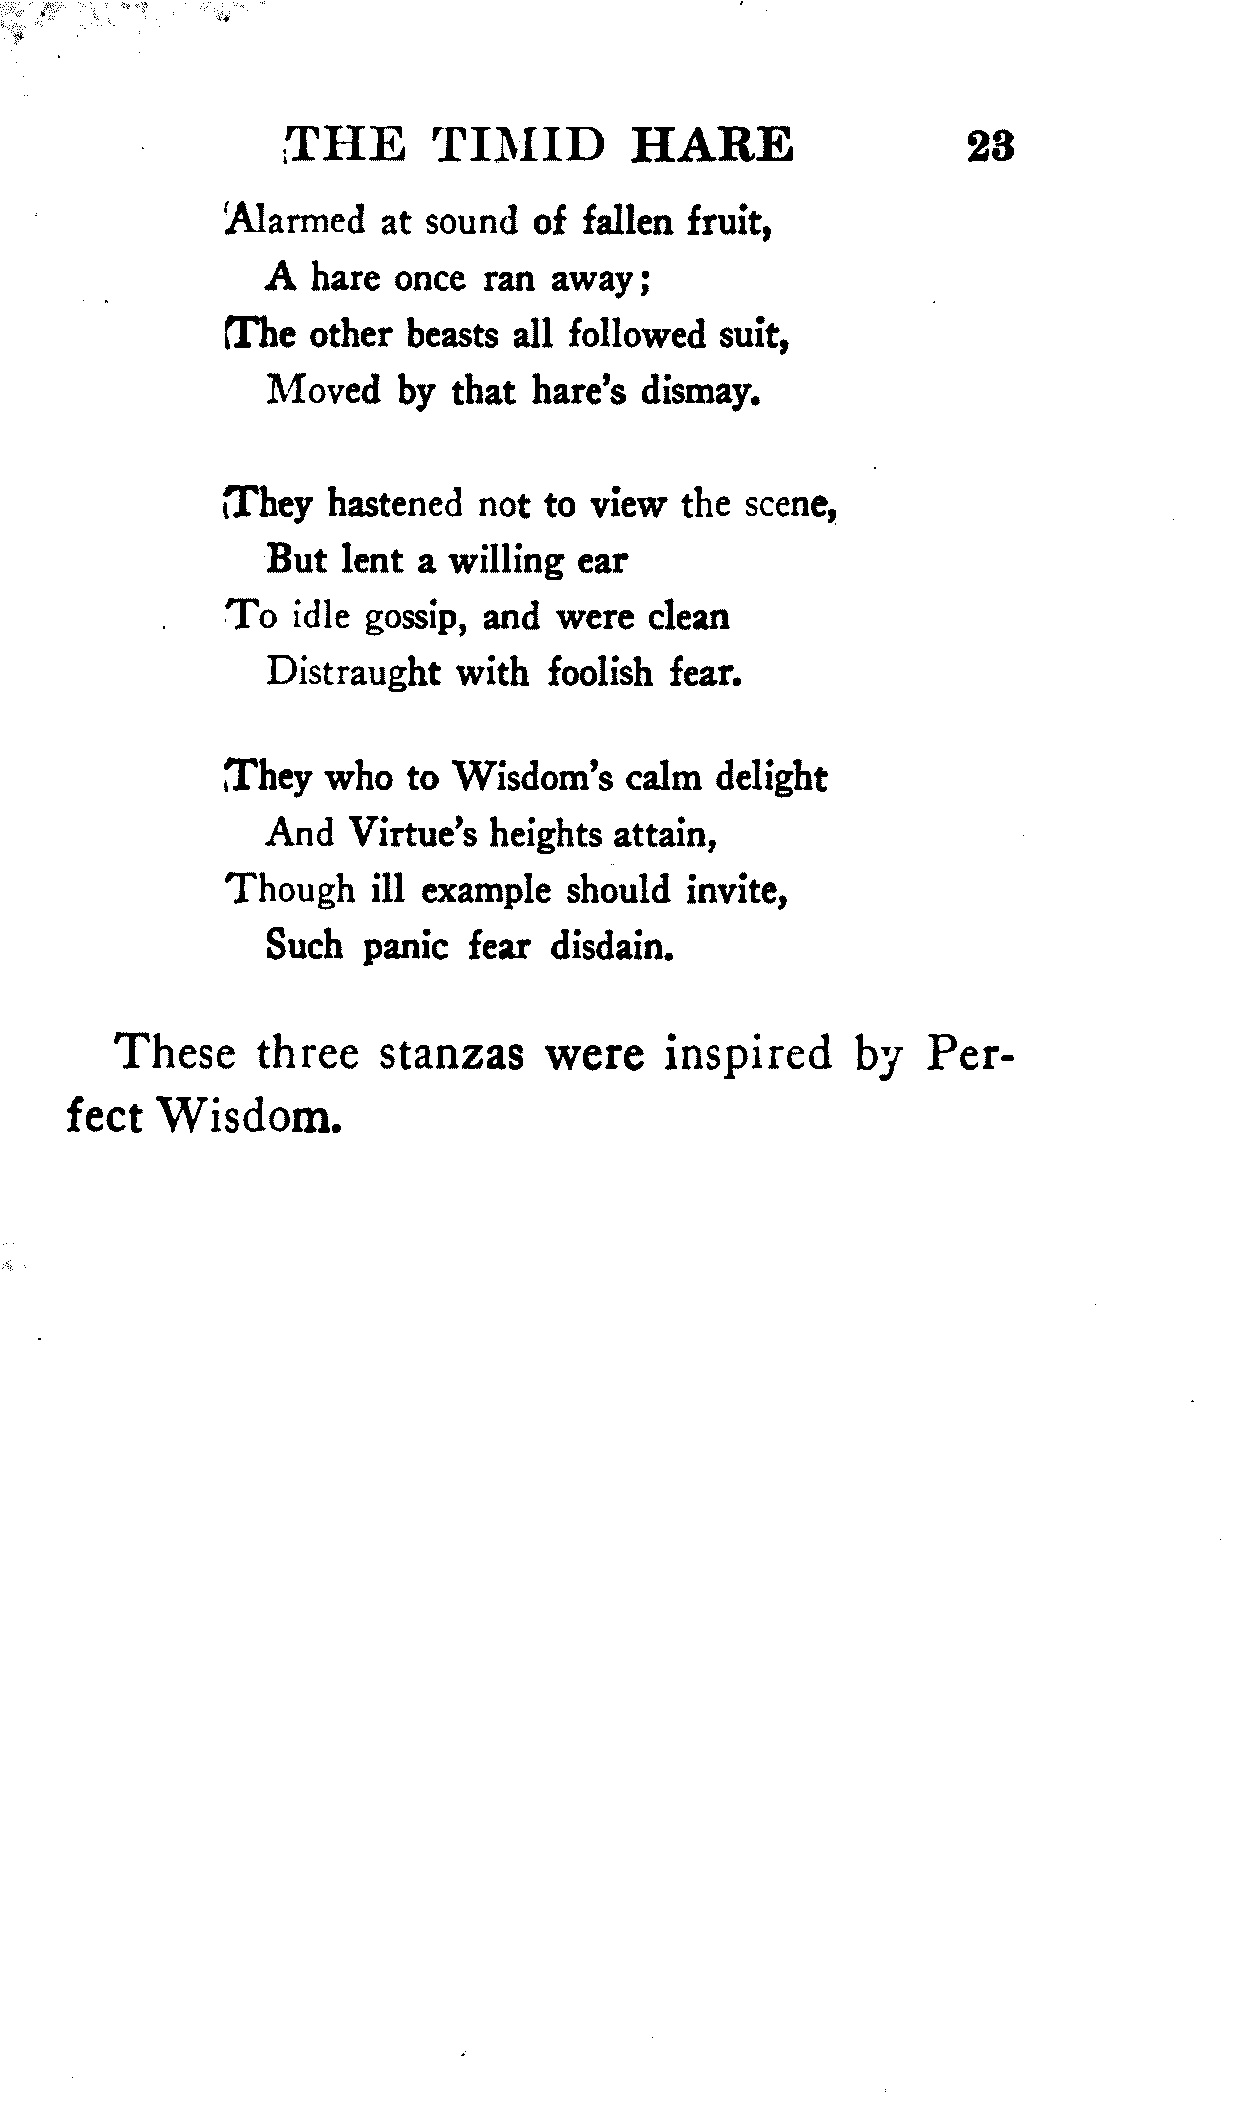 THE TIMID HARE 23
Alarmed at sound of fallen fruit,
A hare once ran away;
The other beasts all followed suit,
Moved by that hare's dismay.
They hastened not to view the scene,
But lent a willing ear
To idle gossip, and were clean
Distraught with foolish fear.
They who to Wisdom's calm delight
And Virtue's heights attain,
Though ill example should invite,
Such panic fear disdain.
These three stanzas were inspired by Per-
fect Wisdom.